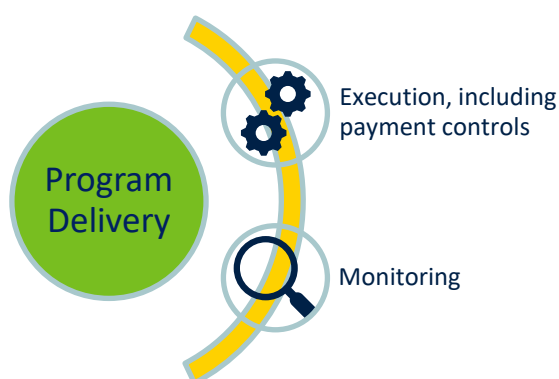 Program
Delivery
Execution, including
payment controls
Monitoring